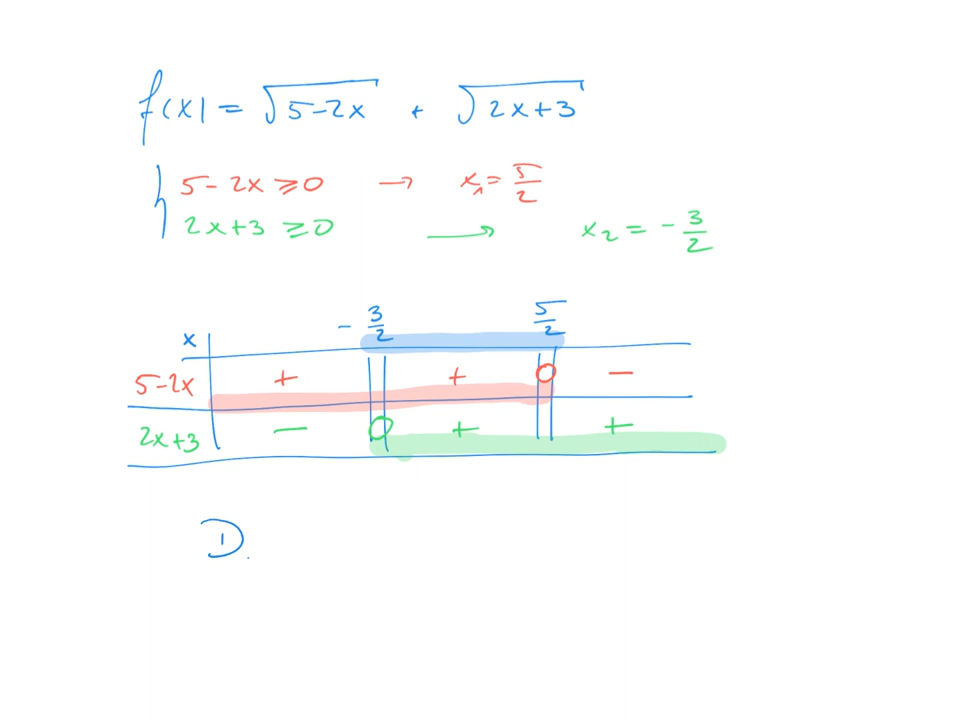 f(x) = √(5-2x) + √(2x+3)
5-2x ≥ 0 → x₁ = 5/2
2x+3 ≥ 0 → x₂ = -3/2
x -3/2 5/2
5-2x + + 0 -
2x+3 - 0 + +
D.